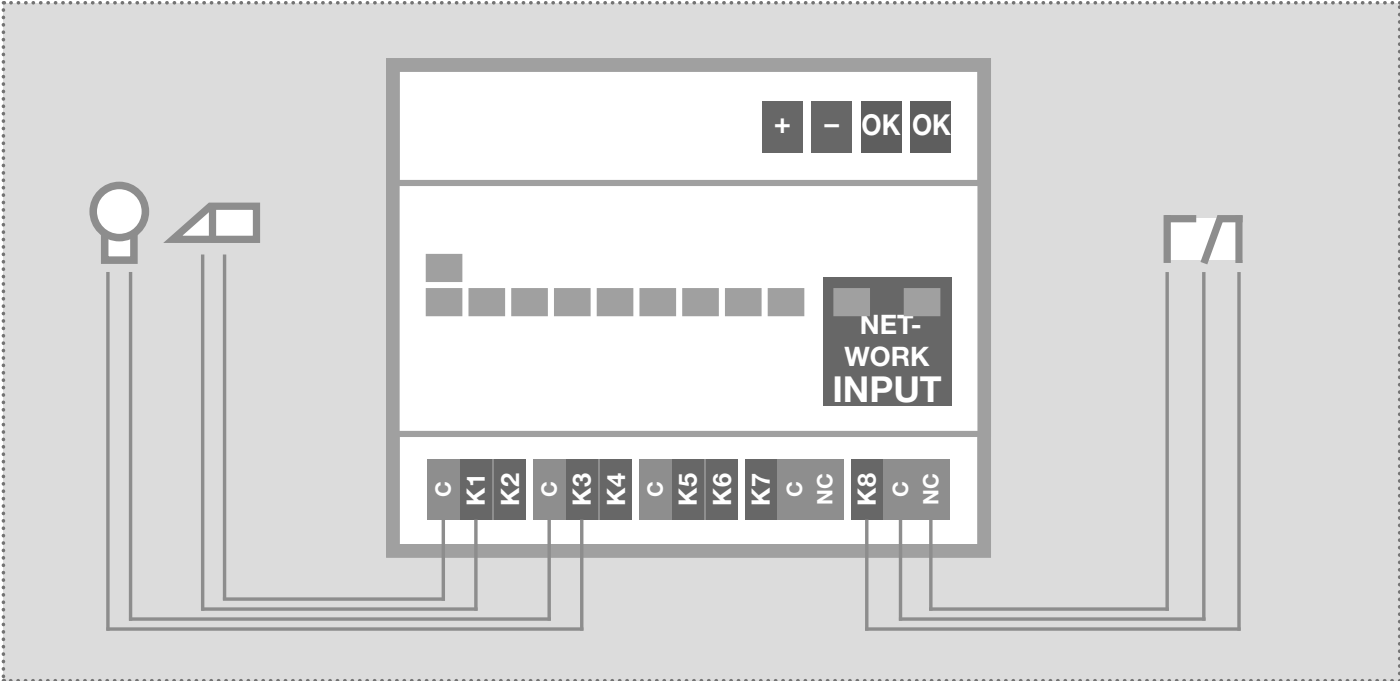 + − OK OK
NET-
WORK
INPUT
C K1 K2 C K3 K4 C K5 K6 K7 C NC K8 C NC